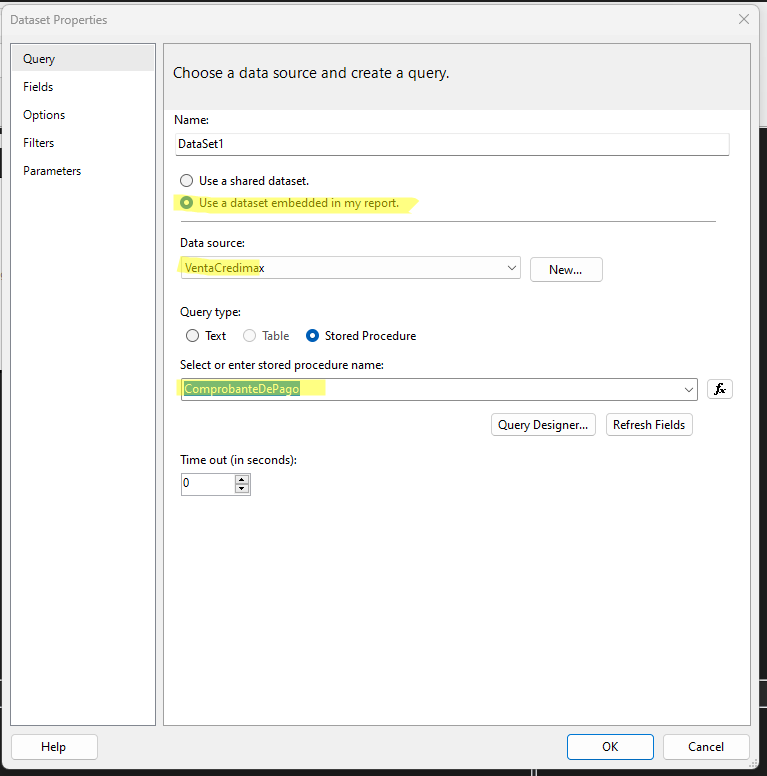 Dataset Properties
Query
Fields
Options
Filters
Parameters
Choose a data source and create a query.
Name:
DataSet1
Use a shared dataset.
Use a dataset embedded in my report.
Data source:
VentaCredimax
New...
Query type:
Text Table Stored Procedure
Select or enter stored procedure name:
ComprobanteDePago
fx
Query Designer... Refresh Fields
Time out (in seconds):
0
Help OK Cancel